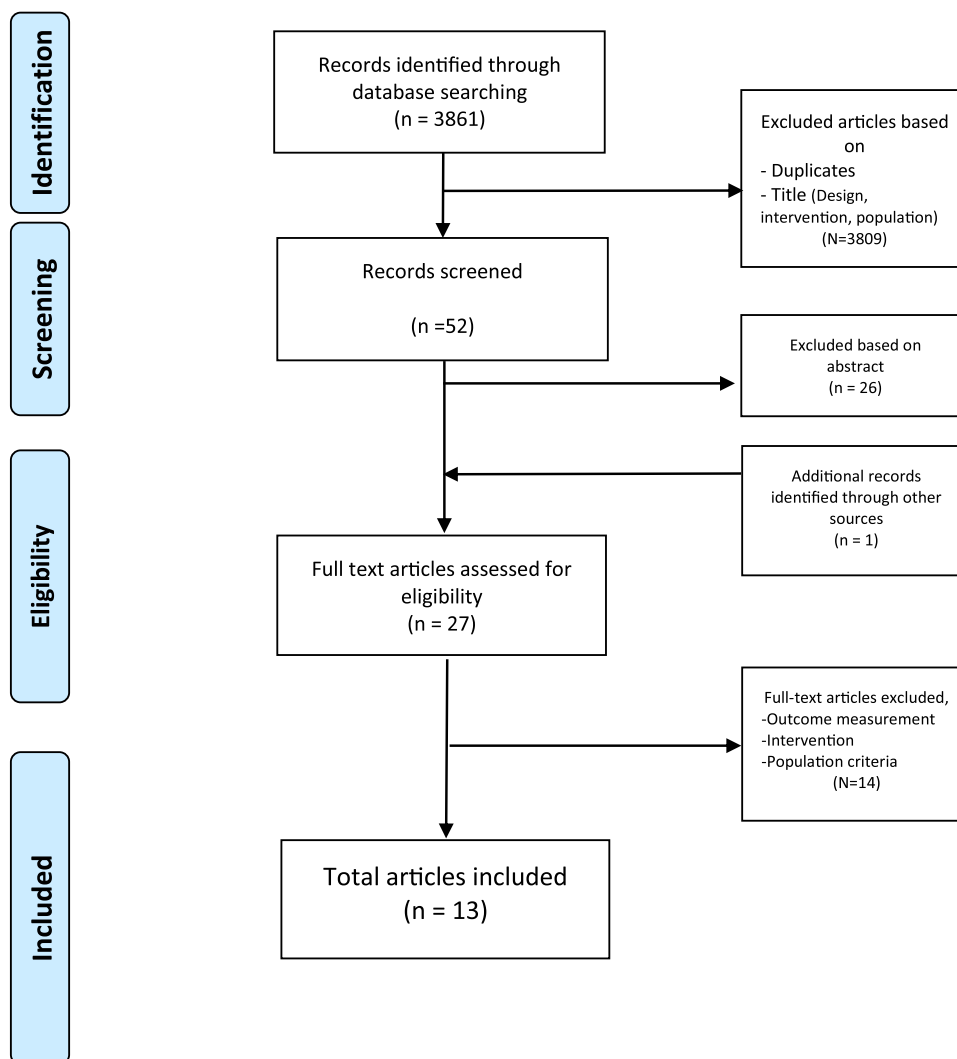 Identification
Records identified through
database searching
(n = 3861)
Excluded articles based
on
- Duplicates
- Title (Design,
intervention, population)
(N=3809)
Screening
Records screened
(n =52)
Excluded based on
abstract
(n = 26)
Eligibility
Additional records
identified through other
sources
(n = 1)
Full text articles assessed for
eligibility
(n = 27)
Full-text articles excluded,
-Outcome measurement
-Intervention
-Population criteria
(N=14)
Included
Total articles included
(n = 13)